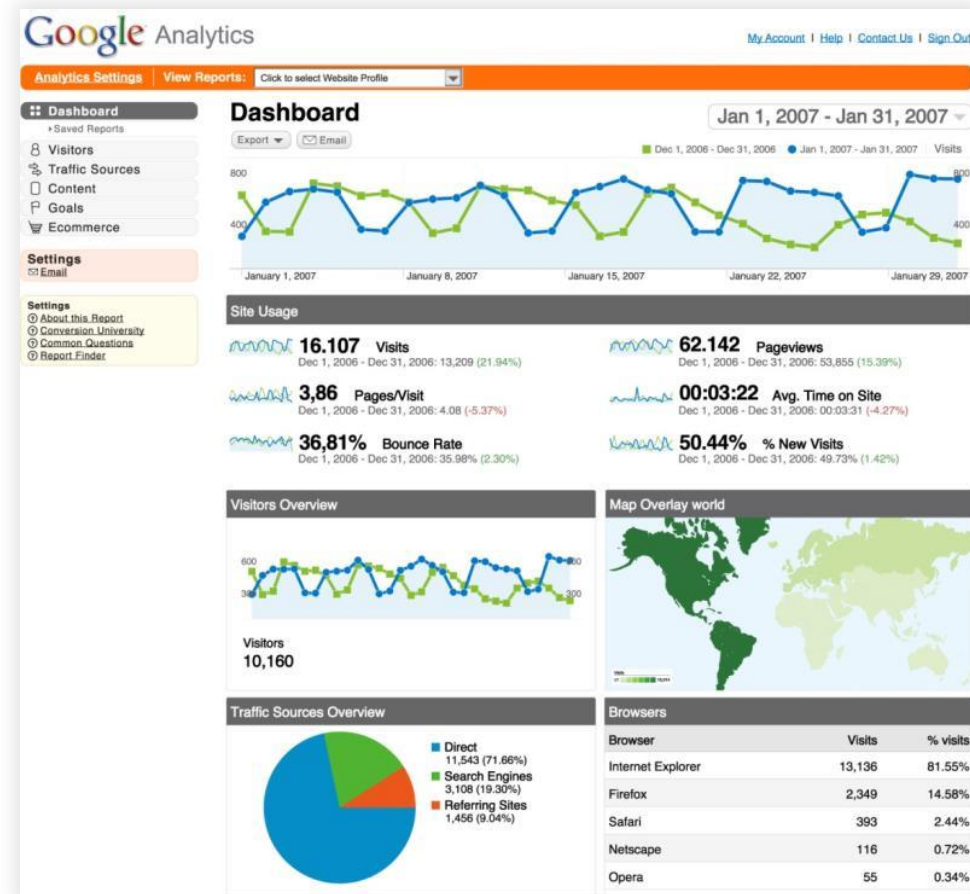 Google Analytics
My Account | Help | Contact Us | Sign Out
Analytics Settings | View Reports: Click to select Website Profile
Dashboard
Saved Reports
Visitors
Traffic Sources
Content
Goals
Ecommerce
Settings
Email
Settings
About this Report
Conversion University
Common Questions
Report Finder
Dashboard
Jan 1, 2007 - Jan 31, 2007
Export
Email
Dec 1, 2006 - Dec 31, 2006 Jan 1, 2007 - Jan 31, 2007 Visits
800 800
400 400
January 1, 2007 January 8, 2007 January 15, 2007 January 22, 2007 January 29, 2007
Site Usage
16.107 Visits
Dec 1, 2006 - Dec 31, 2006: 13,209 (21.94%)
62.142 Pageviews
Dec 1, 2006 - Dec 31, 2006: 53,855 (15.39%)
3,86 Pages/Visit
Dec 1, 2006 - Dec 31, 2006: 4.08 (-5.37%)
00:03:22 Avg. Time on Site
Dec 1, 2006 - Dec 31, 2006: 00:03:31 (-4.27%)
36,81% Bounce Rate
Dec 1, 2006 - Dec 31, 2006: 35.98% (2.30%)
50.44% % New Visits
Dec 1, 2006 - Dec 31, 2006: 49.73% (1.42%)
Visitors Overview
600 600
300 300
Visitors
10,160
Map Overlay world
Visits
Traffic Sources Overview
Direct
11,543 (71.66%)
Search Engines
3,108 (19.30%)
Referring Sites
1,456 (9.04%)
Browsers
Browser Visits % visits
Internet Explorer 13,136 81.55%
Firefox 2,349 14.58%
Safari 393 2.44%
Netscape 116 0.72%
Opera 55 0.34%